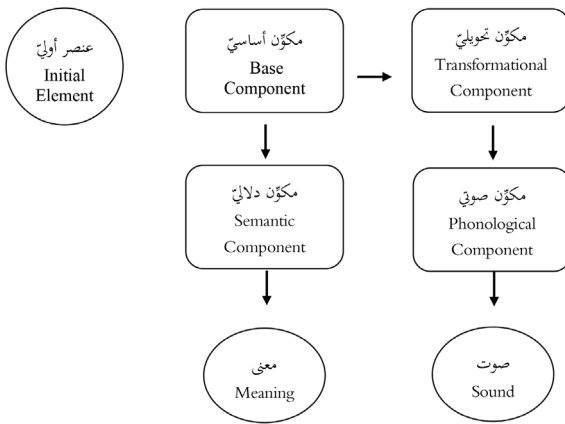 عنصر أوليّ
Initial
Element
مكوِّن أساسيّ
Base
Component
مكوِّن تحويليّ
Transformational
Component
مكوِّن دلاليّ
Semantic
Component
مكوِّن صوتي
Phonological
Component
معنى
Meaning
صوت
Sound